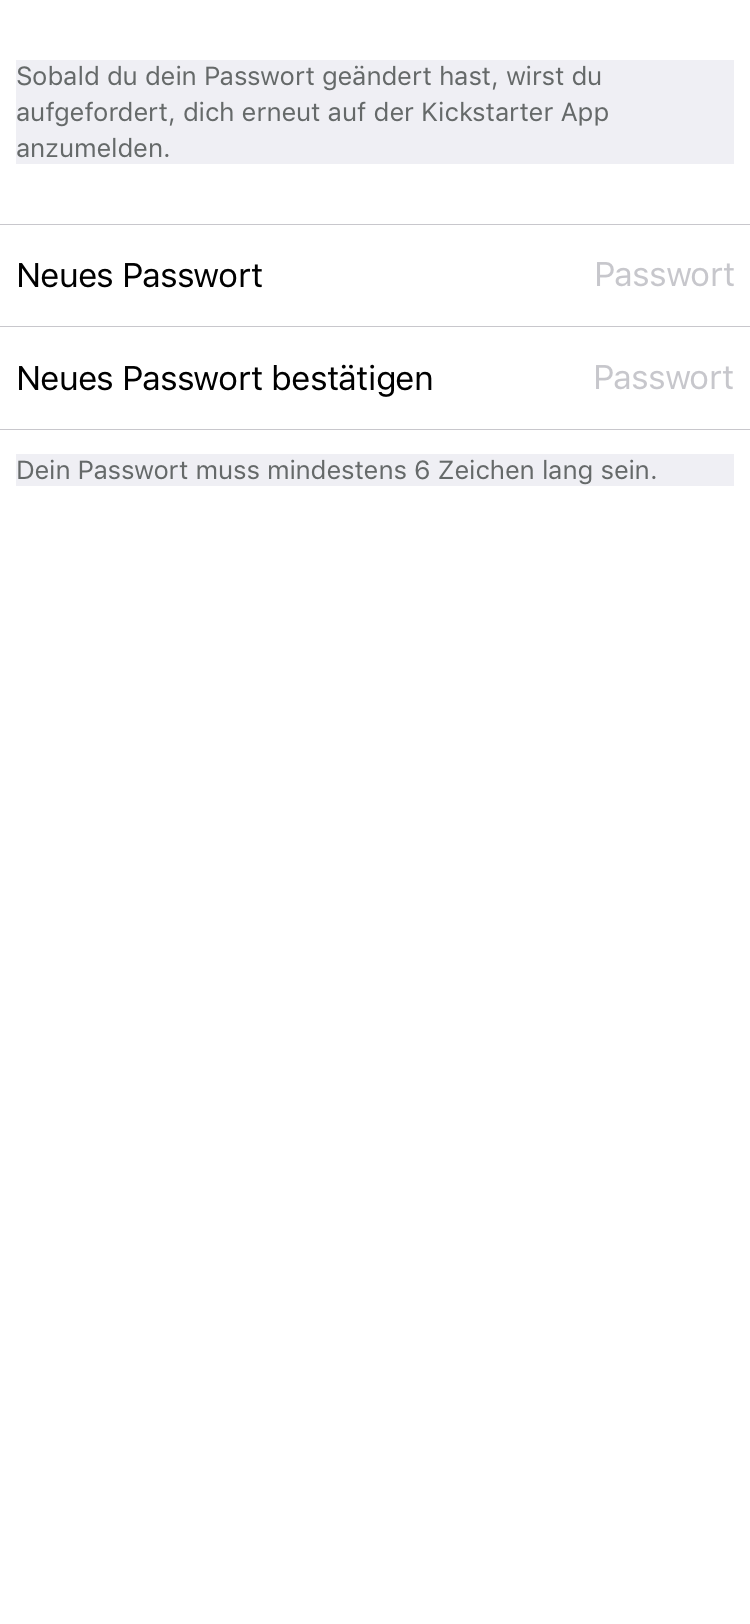 Sobald du dein Passwort geändert hast, wirst du
aufgefordert, dich erneut auf der Kickstarter App
anzumelden.
Neues Passwort Passwort
Neues Passwort bestätigen Passwort
Dein Passwort muss mindestens 6 Zeichen lang sein.